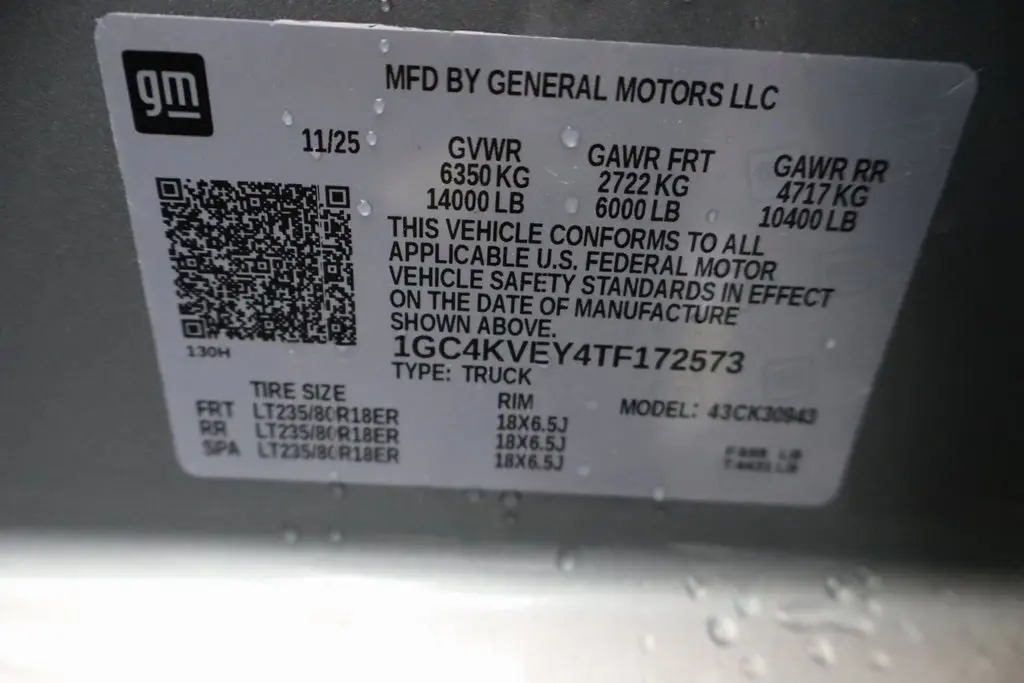 gm
MFD BY GENERAL MOTORS LLC
11/25
GVWR
6350 KG
14000 LB
GAWR FRT
2722 KG
6000 LB
GAWR RR
4717 KG
10400 LB
THIS VEHICLE CONFORMS TO ALL
APPLICABLE U.S. FEDERAL MOTOR
VEHICLE SAFETY STANDARDS IN EFFECT
ON THE DATE OF MANUFACTURE
SHOWN ABOVE.
1GC4KVEY4TF172573
TYPE: TRUCK
130H
TIRE SIZE RIM
FRT LT235/80R18ER 18X6.5J
RR LT235/80R18ER 18X6.5J
SPA LT235/80R18ER 18X6.5J
MODEL: 43CK30943